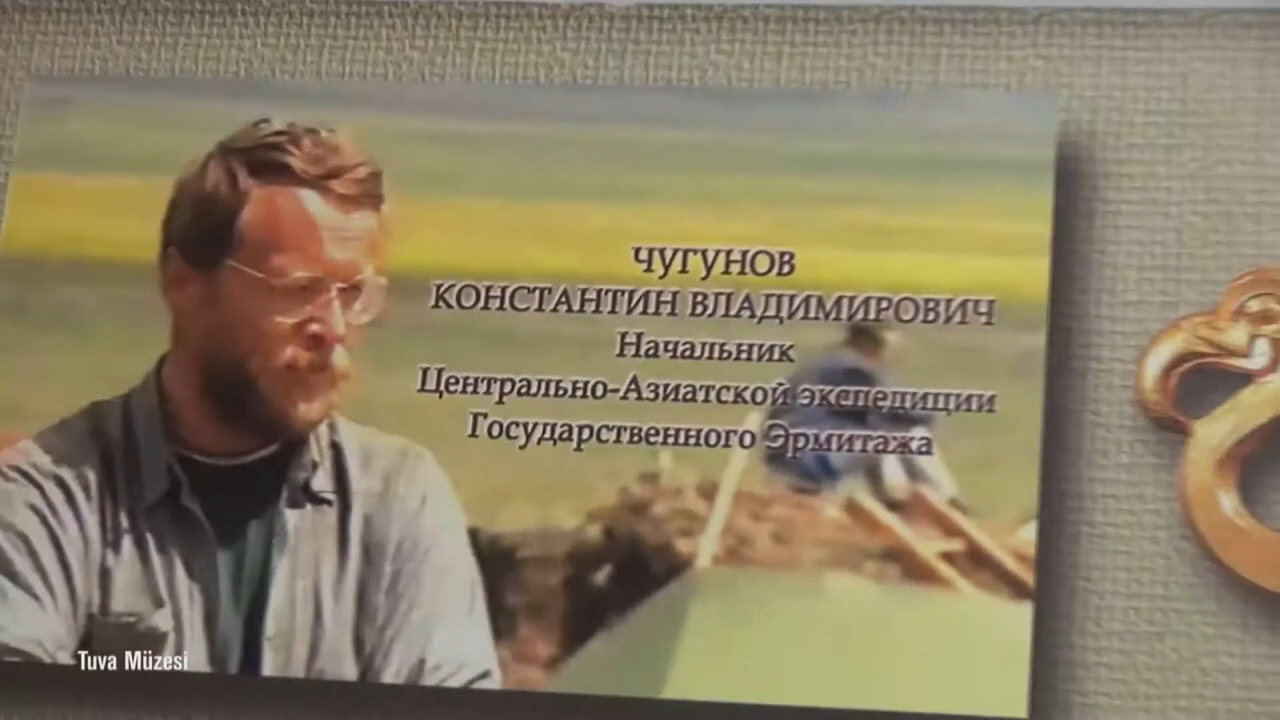 ЧУГУНОВ
КОНСТАНТИН ВЛАДИМИРОВИЧ
Начальник
Центрально-Азиатской экспедиции
Государственного Эрмитажа
Tuva Müzesi